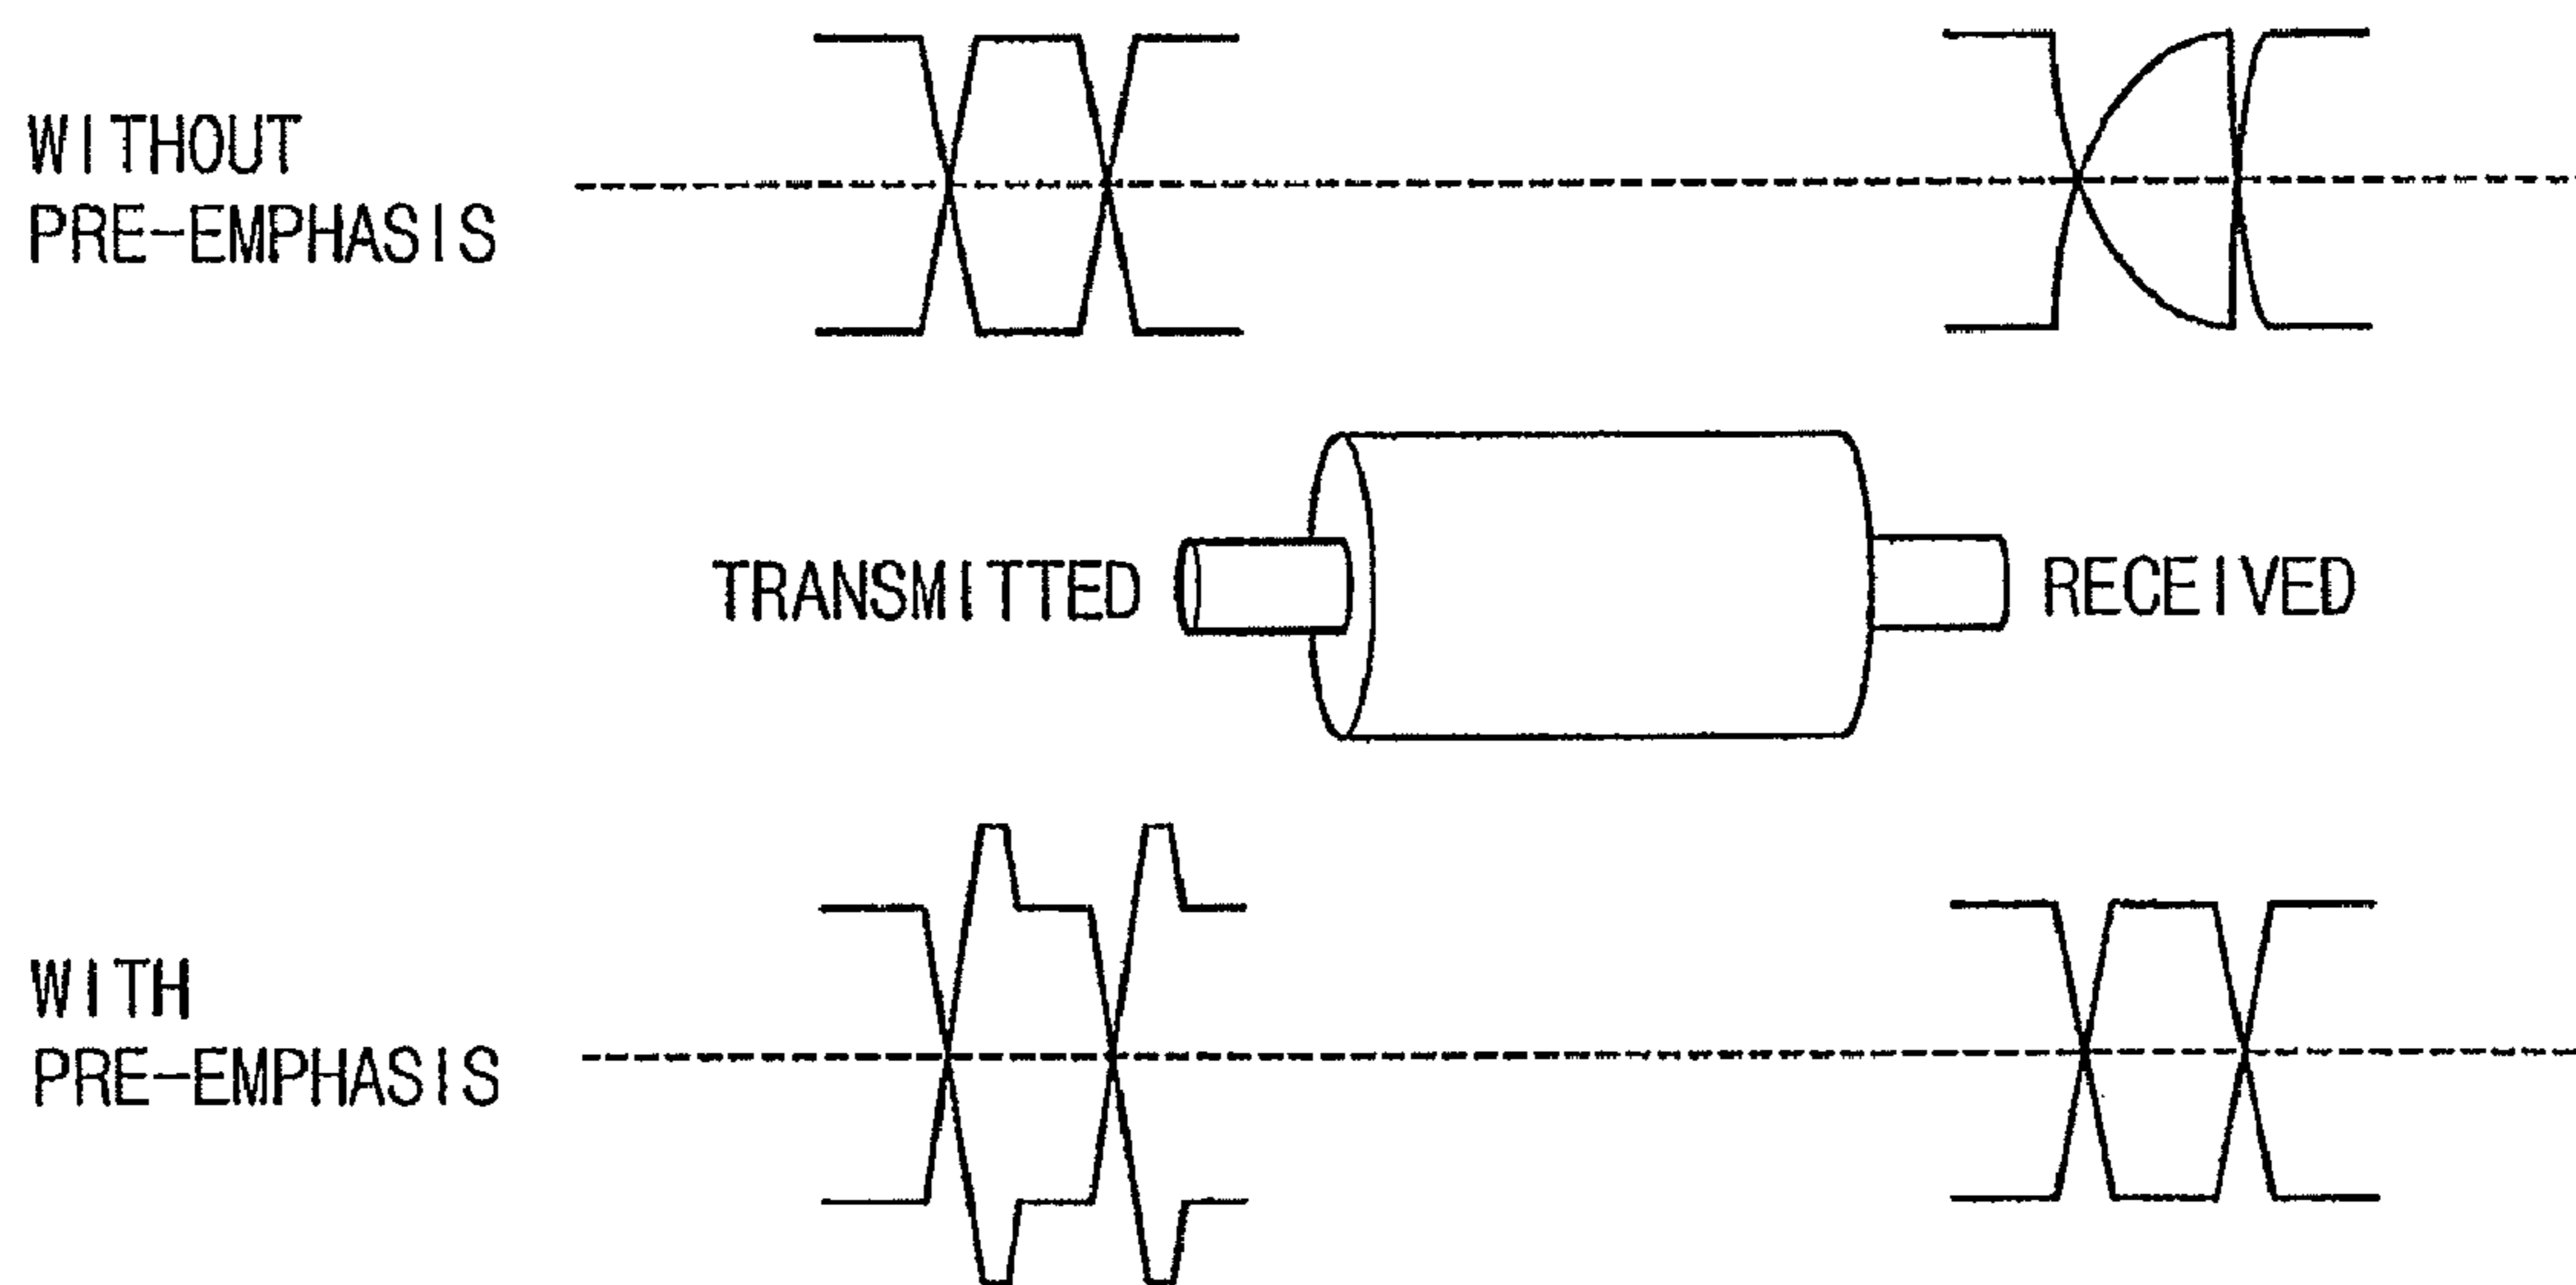 WITHOUT
PRE-EMPHASIS
TRANSMITTED
RECEIVED
WITH
PRE-EMPHASIS